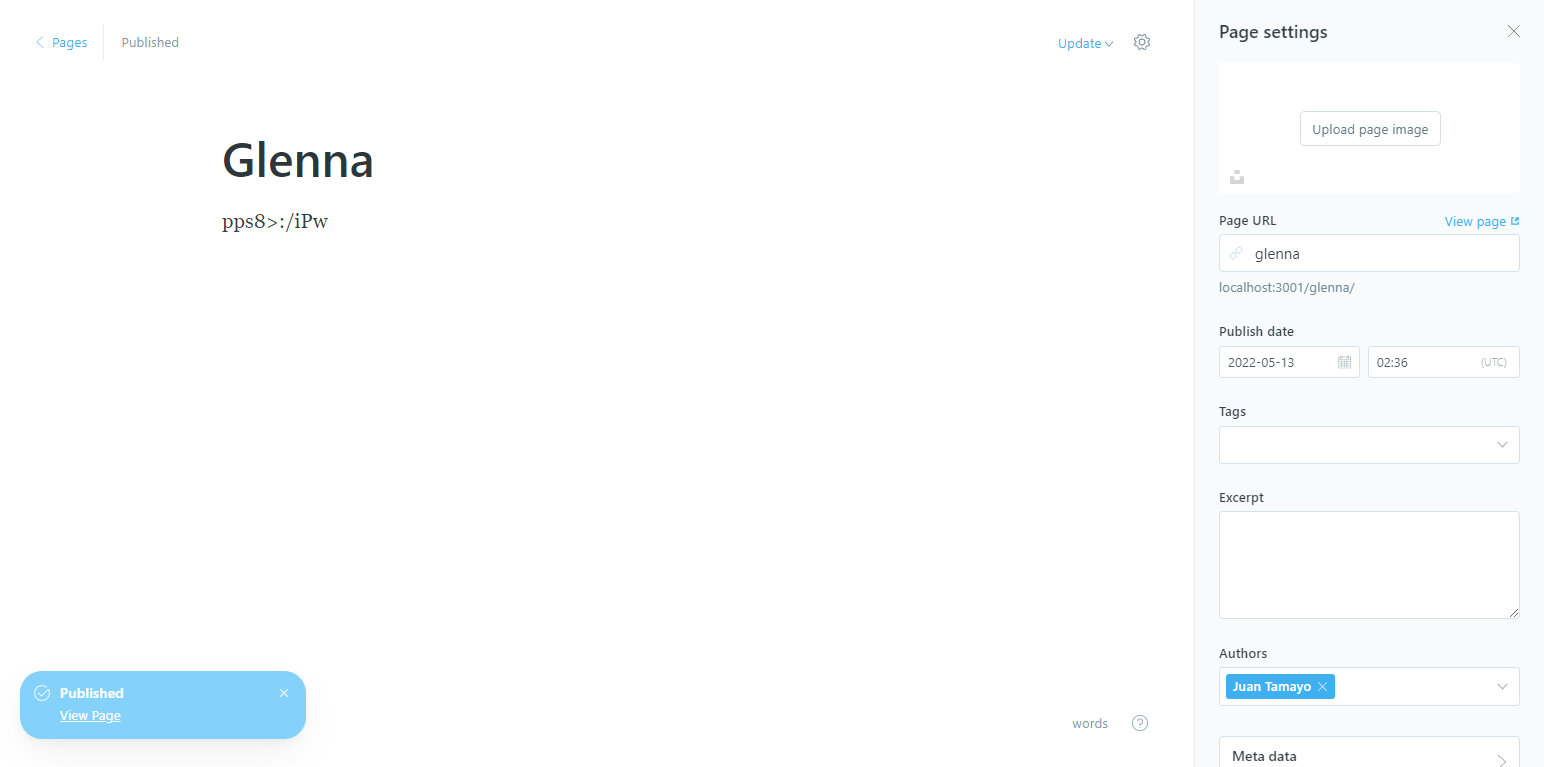 Pages
Published
Update
Glenna
pps8>:/iPw
Published
View Page
words
Page settings
Upload page image
Page URL
View page
glenna
localhost:3001/glenna/
Publish date
2022-05-13
02:36
(UTC)
Tags
Excerpt
Authors
Juan Tamayo
Meta data